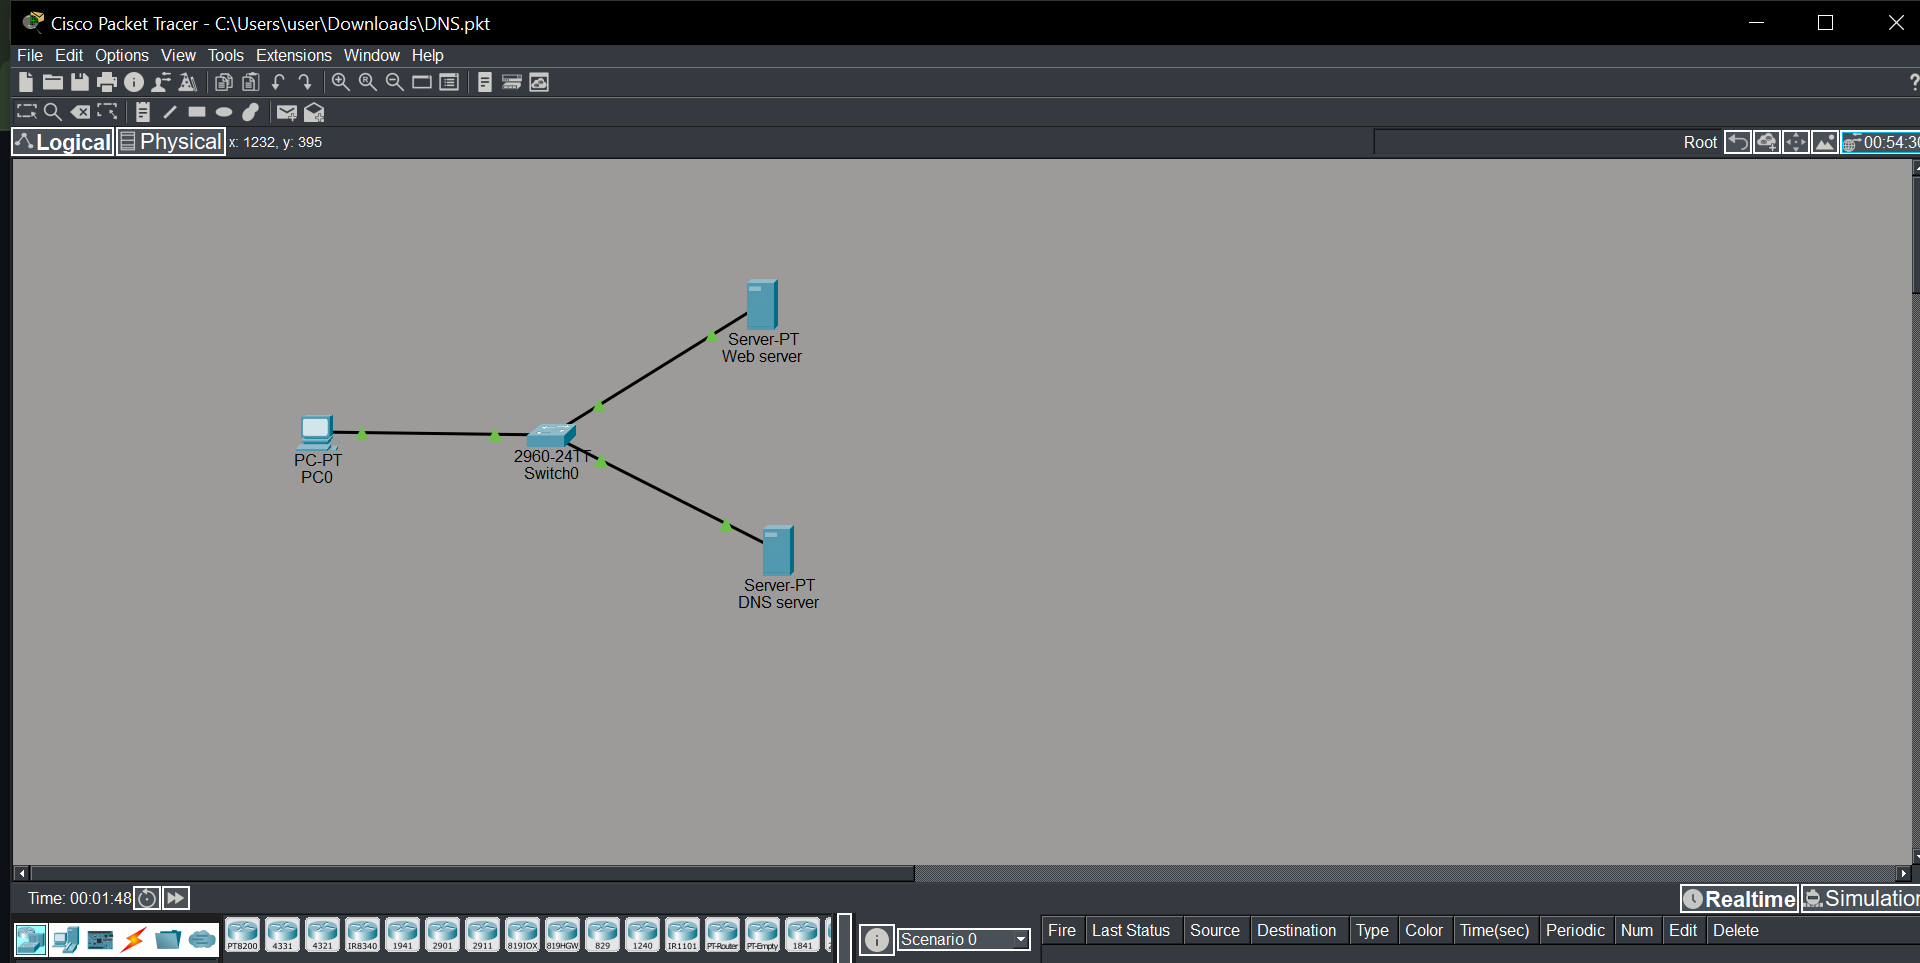 Cisco Packet Tracer - C:\Users\user\Downloads\DNS.pkt
File Edit Options View Tools Extensions Window Help
?
Logical Physical x: 1232, y: 395 Root 00:54:30
Server-PT
Web server
PC-PT
PC0
2960-24TT
Switch0
Server-PT
DNS server
Time: 00:01:48 Realtime Simulation
PT8200 4331 4321 IR8340 1941 2901 2911 819IOX 819HGW 829 1240 IR1101 PT-Router PT-Empty 1841 2
Scenario 0
Fire Last Status Source Destination Type Color Time(sec) Periodic Num Edit Delete